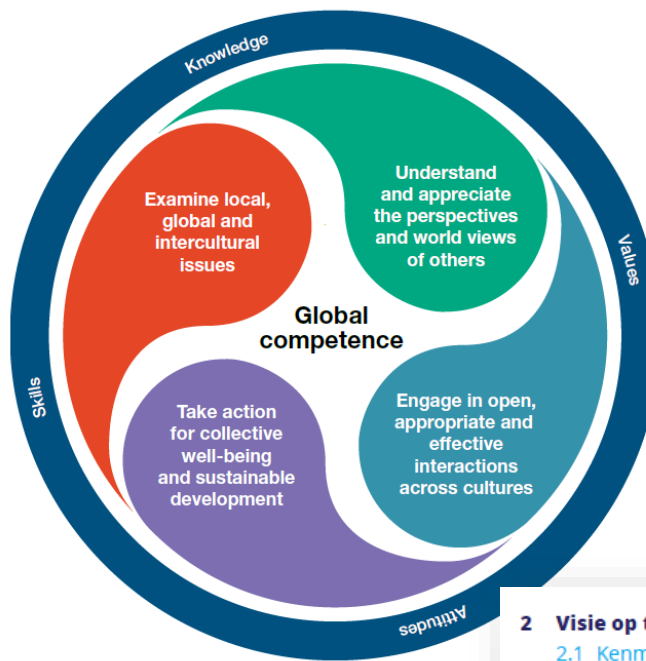 Knowledge
Examine local,
global and
intercultural
issues
Understand
and appreciate
the perspectives
and world views
of others
Values
Global
competence
Skills
Take action
for collective
well-being
and sustainable
development
Engage in open,
appropriate and
effective
interactions
across cultures
Attitudes
2 Visie op
2.1